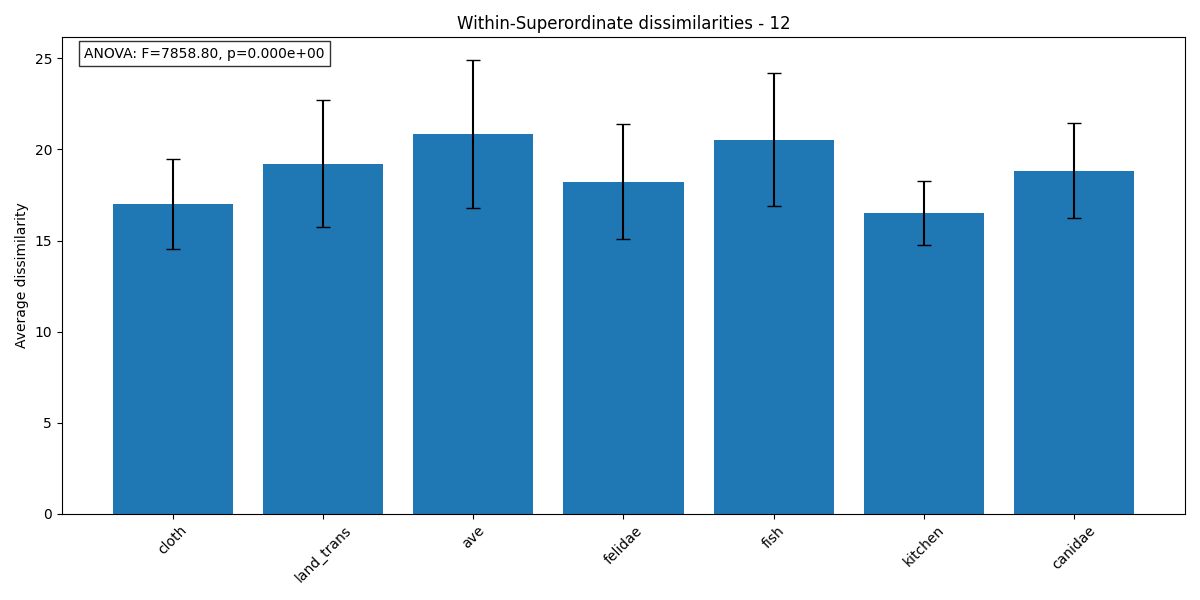 Within-Superordinate dissimilarities - 12
ANOVA: F=7858.80, p=0.000e+00
25
20
15
10
5
0
Average dissimilarity
cloth
land_trans
ave
felidae
fish
kitchen
canidae